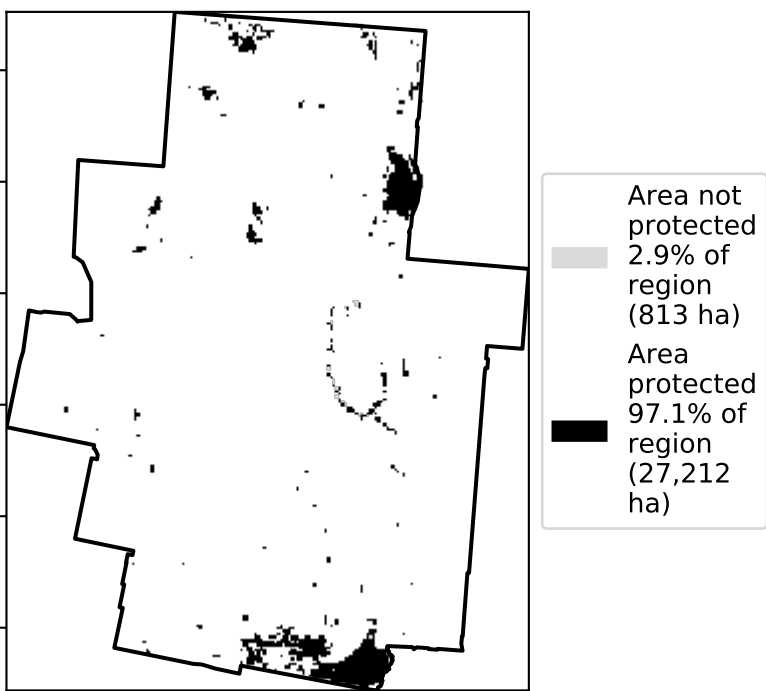 Area not
protected
2.9% of
region
(813 ha)
Area
protected
97.1% of
region
(27,212
ha)